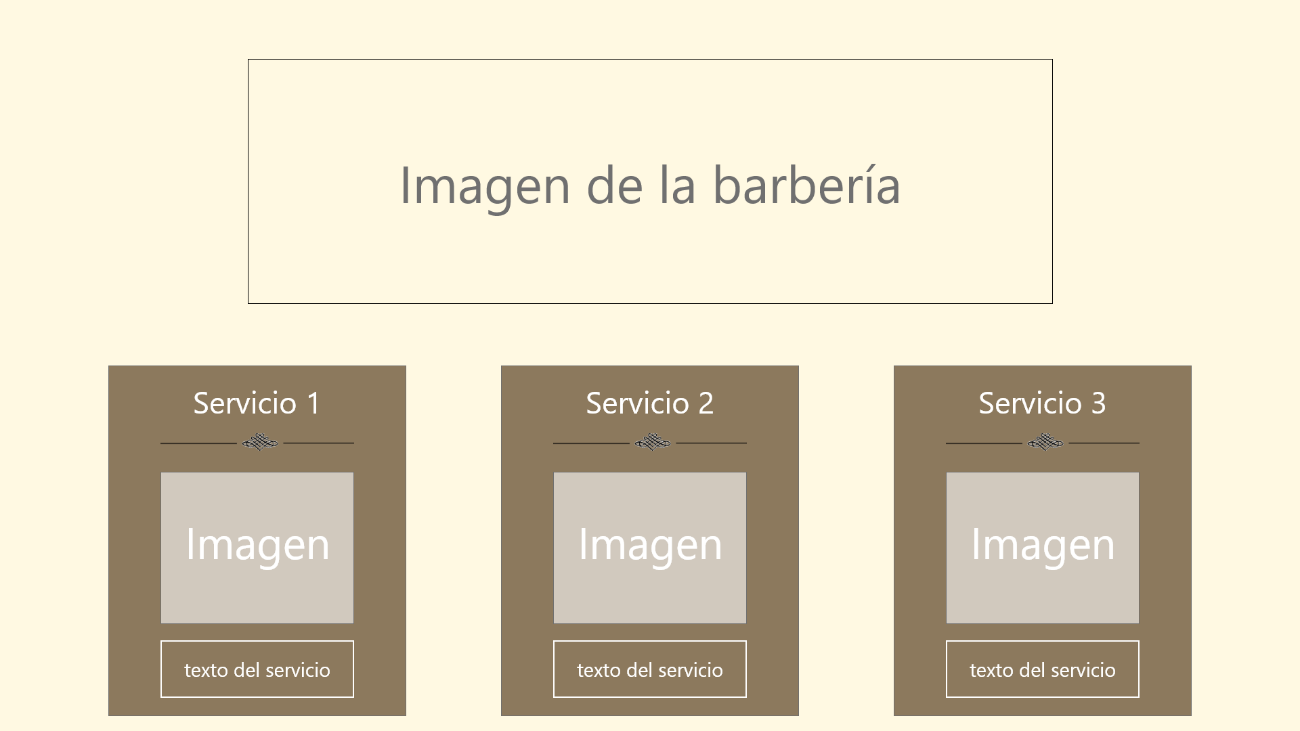 Imagen de la barbería
Servicio 1
Servicio 2
Servicio 3
Imagen
Imagen
Imagen
texto del servicio
texto del servicio
texto del servicio